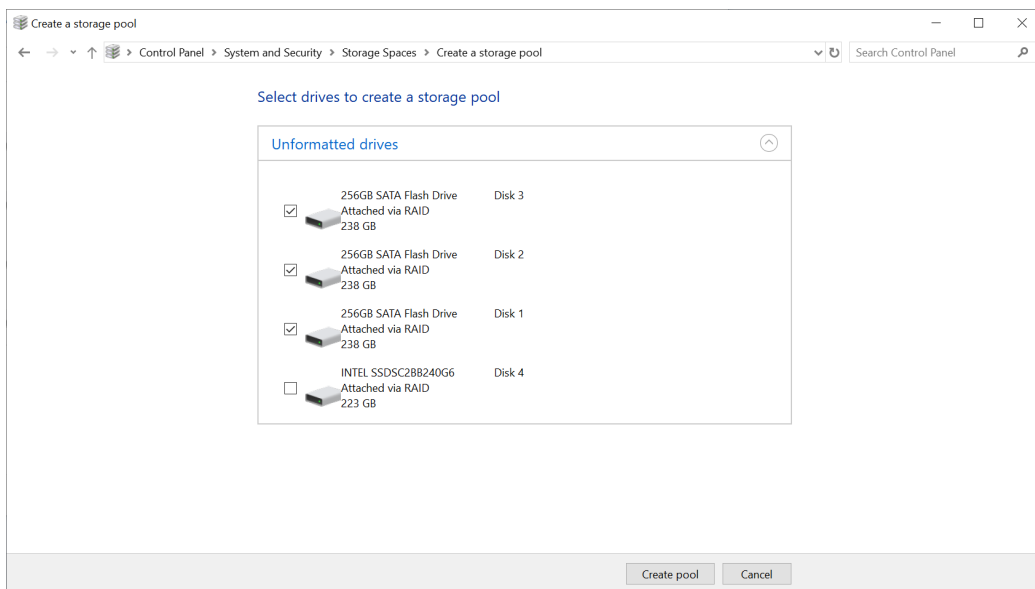 Create a storage pool
Control Panel > System and Security > Storage Spaces > Create a storage pool
Search Control Panel
Select drives to create a storage pool
Unformatted drives
256GB SATA Flash Drive Disk 3
Attached via RAID
238 GB
256GB SATA Flash Drive Disk 2
Attached via RAID
238 GB
256GB SATA Flash Drive Disk 1
Attached via RAID
238 GB
INTEL SSDSC2BB240G6 Disk 4
Attached via RAID
223 GB
Create pool Cancel